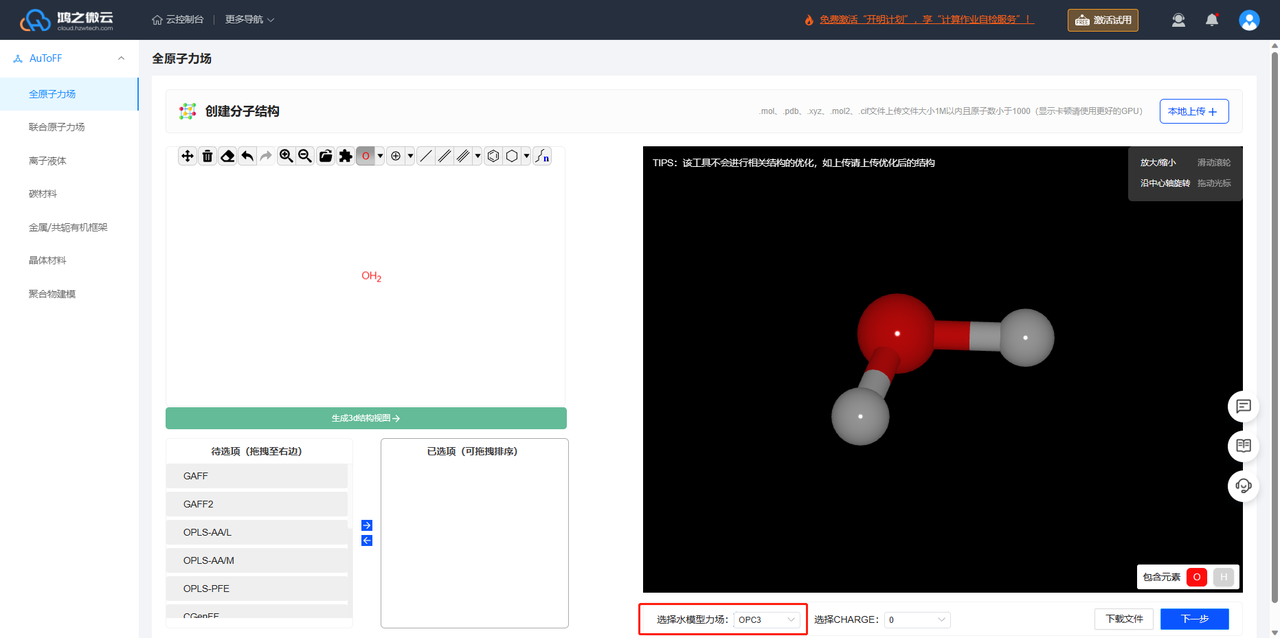 鸿之微云
cloud.hzwtech.com
云控制台
更多导航
免费激活“开明计划”，享“计算作业自检服务”！
激活试用
AuToFF
全原子力场
联合原子力场
离子液体
碳材料
金属/共轭有机框架
晶体材料
聚合物建模
全原子力场
创建分子结构
.mol、.pdb、.xyz、.mol2、.cif文件上传文件大小1M以内且原子数小于1000（显示卡顿请使用更好的GPU）
本地上传
O
n
OH2
生成3d结构视图
待选项（拖拽至右边）
GAFF
GAFF2
OPLS-AA/L
OPLS-AA/M
OPLS-PFE
CGenFF
已选项（可拖拽排序）
TIPS：该工具不会进行相关结构的优化，如上传请上传优化后的结构
放大/缩小 滑动滚轮
沿中心轴旋转 拖动光标
包含元素 O H
选择水模型力场： OPC3
选择CHARGE： 0
下载文件
下一步